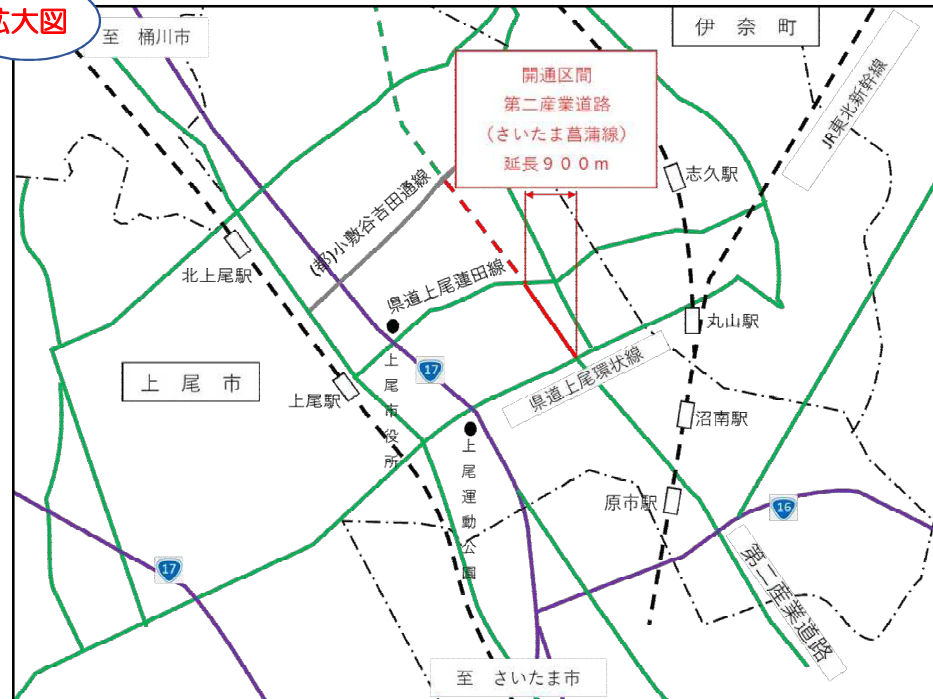 拡大図
至 桶川市
伊 奈 町
JR東北新幹線
開通区間
第二産業道路
（さいたま菖蒲線）
延長９００ｍ
志久駅
(都)小敷谷吉田通線
北上尾駅
県道上尾蓮田線
丸山駅
上 尾 市
上尾駅
上尾市役所
17
県道上尾環状線
沼南駅
上尾運動公園
原市駅
16
17
第二産業道路
至 さいたま市